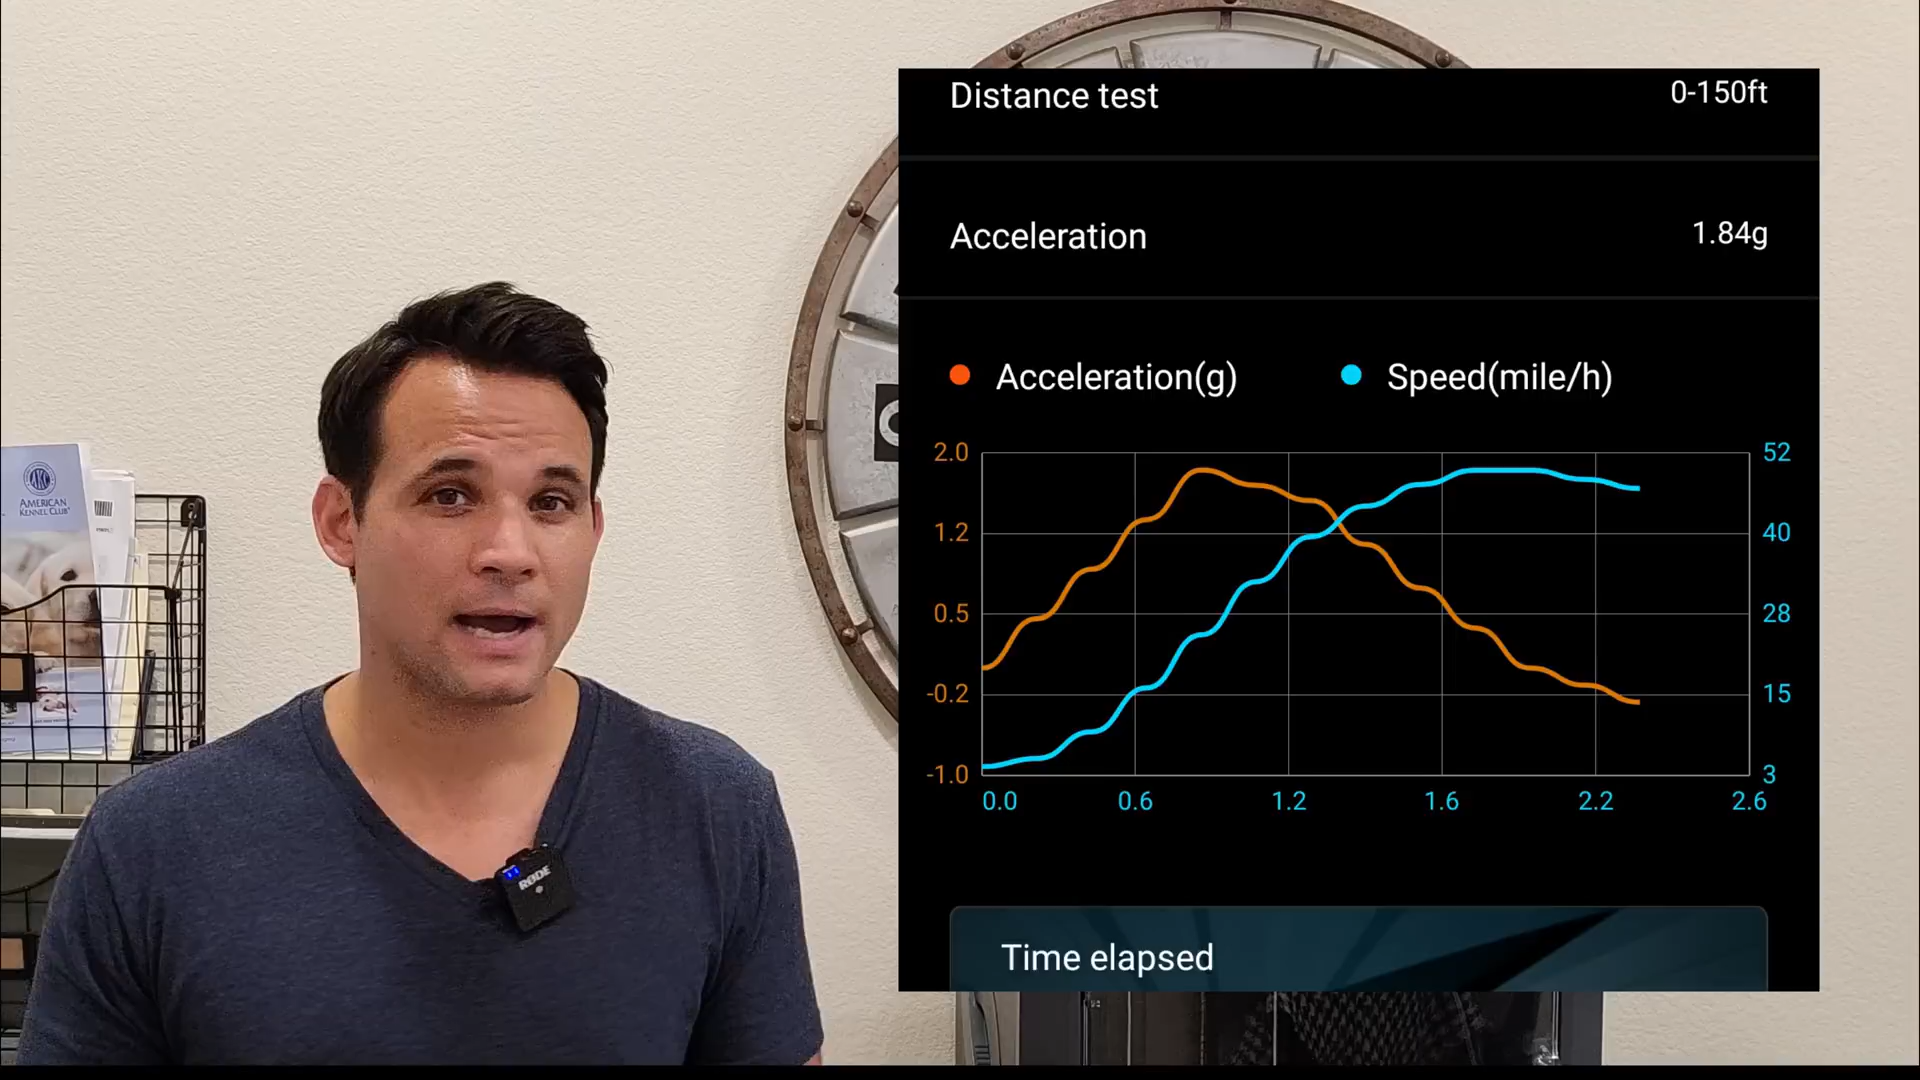 Distance test 0-150ft
Acceleration 1.84g
Acceleration(g) Speed(mile/h)
2.0 52
1.2 40
0.5 28
-0.2 15
-1.0 3
0.0 0.6 1.2 1.6 2.2 2.6
Time elapsed
AKC
AMERICAN
KENNEL CLUB®
RØDE